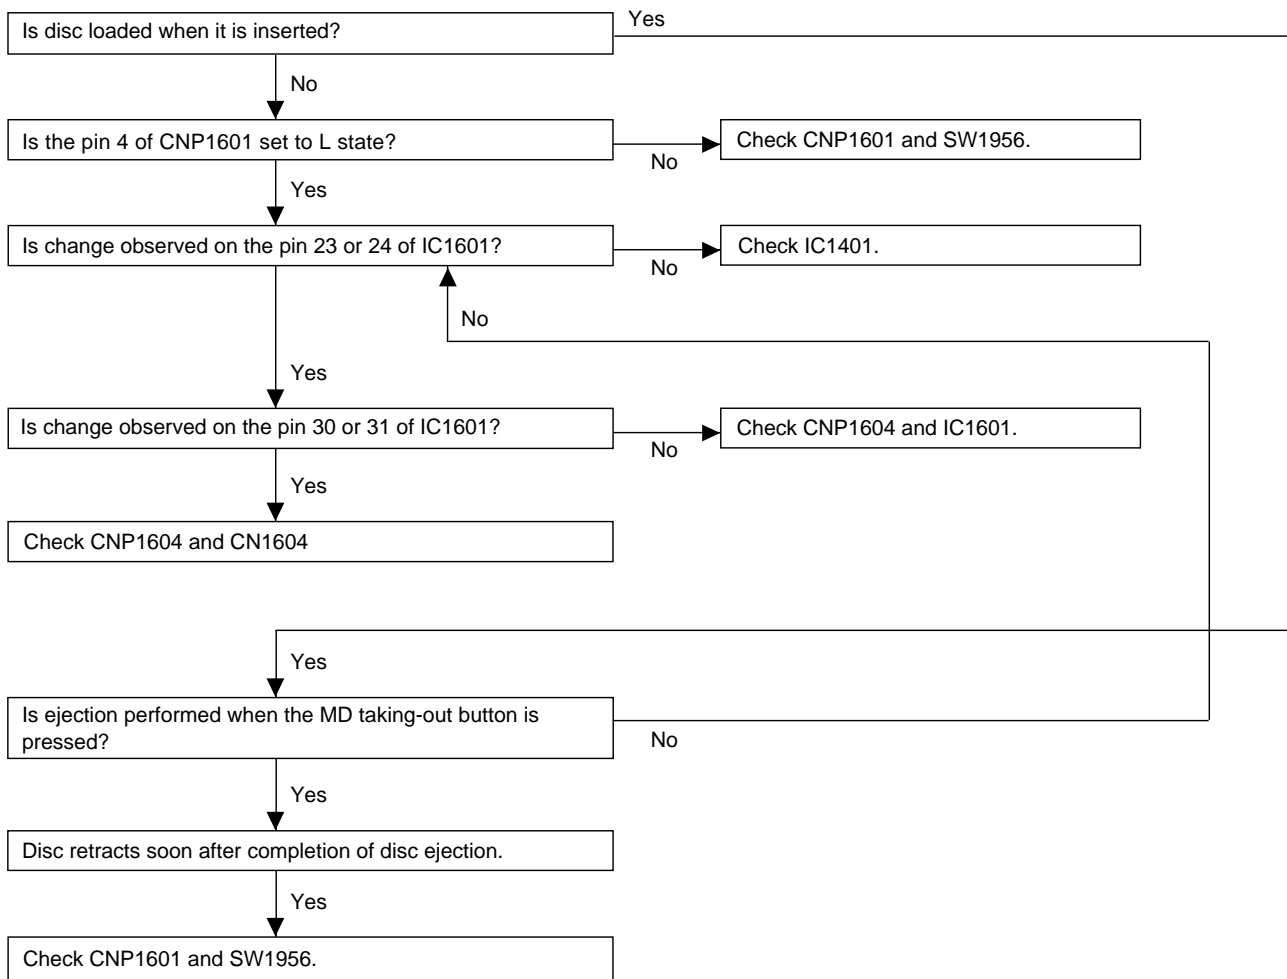 Is disc loaded when it is inserted?
Yes
No
Is the pin 4 of CNP1601 set to L state?
No
Check CNP1601 and SW1956.
Yes
Is change observed on the pin 23 or 24 of IC1601?
No
Check IC1401.
No
Yes
Is change observed on the pin 30 or 31 of IC1601?
No
Check CNP1604 and IC1601.
Yes
Check CNP1604 and CN1604
Yes
Is ejection performed when the MD taking-out button is
pressed?
No
Yes
Disc retracts soon after completion of disc ejection.
Yes
Check CNP1601 and SW1956.